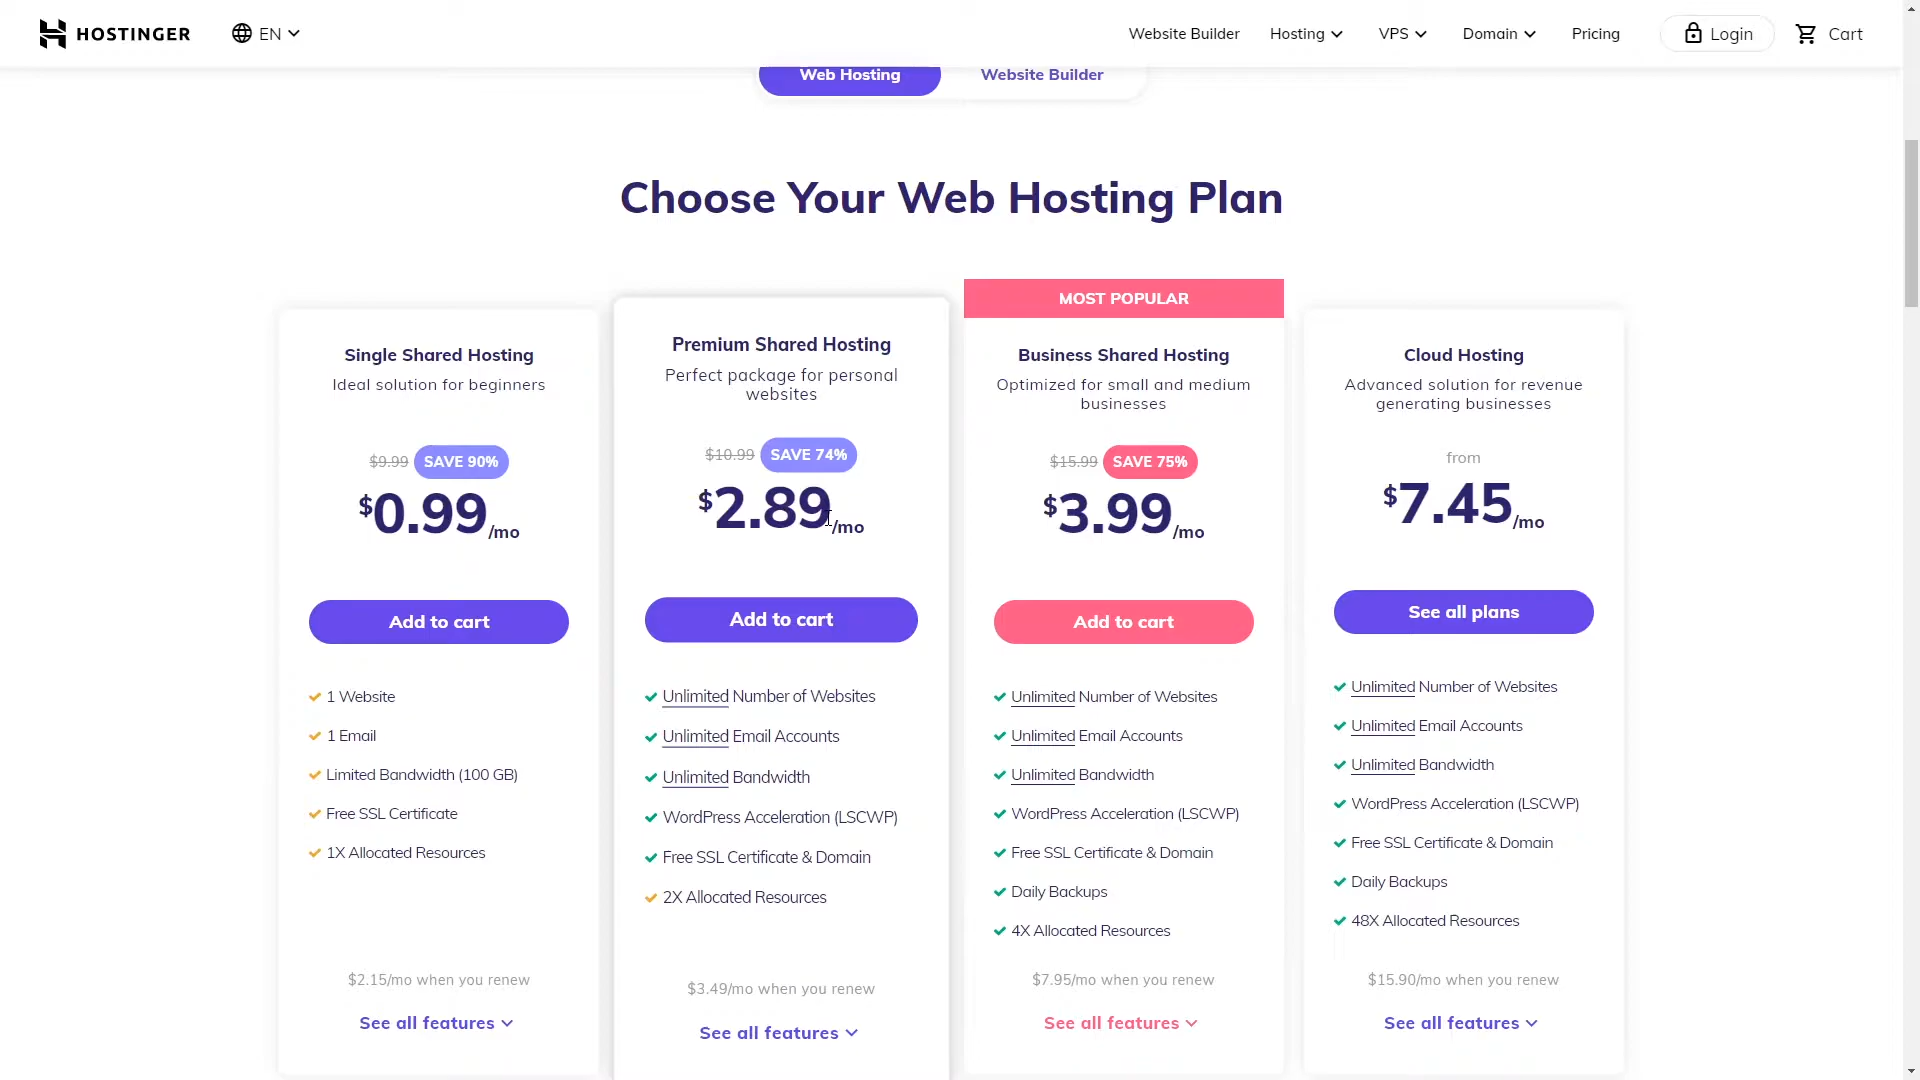 HOSTINGER
EN
Website Builder
Hosting
VPS
Domain
Pricing
Login
Cart
Web Hosting
Website Builder
Choose Your Web Hosting Plan
Single Shared Hosting
Ideal solution for beginners
$9.99 SAVE 90%
$0.99/mo
Add to cart
1 Website
1 Email
Limited Bandwidth (100 GB)
Free SSL Certificate
1X Allocated Resources
$2.15/mo when you renew
See all features
Premium Shared Hosting
Perfect package for personal
websites
$10.99 SAVE 74%
$2.89/mo
Add to cart
Unlimited Number of Websites
Unlimited Email Accounts
Unlimited Bandwidth
WordPress Acceleration (LSCWP)
Free SSL Certificate & Domain
2X Allocated Resources
$3.49/mo when you renew
See all features
MOST POPULAR
Business Shared Hosting
Optimized for small and medium
businesses
$15.99 SAVE 75%
$3.99/mo
Add to cart
Unlimited Number of Websites
Unlimited Email Accounts
Unlimited Bandwidth
WordPress Acceleration (LSCWP)
Free SSL Certificate & Domain
Daily Backups
4X Allocated Resources
$7.95/mo when you renew
See all features
Cloud Hosting
Advanced solution for revenue
generating businesses
from
$7.45/mo
See all plans
Unlimited Number of Websites
Unlimited Email Accounts
Unlimited Bandwidth
WordPress Acceleration (LSCWP)
Free SSL Certificate & Domain
Daily Backups
48X Allocated Resources
$15.90/mo when you renew
See all features